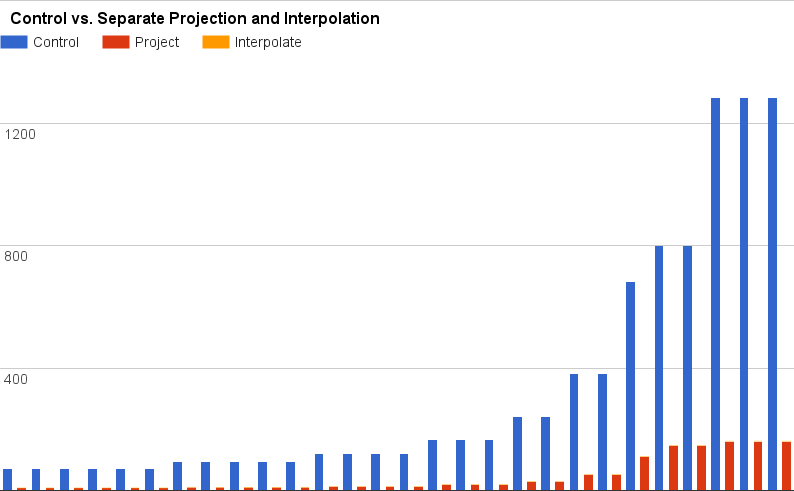 Control vs. Separate Projection and Interpolation
Control Project Interpolate
1200
800
400